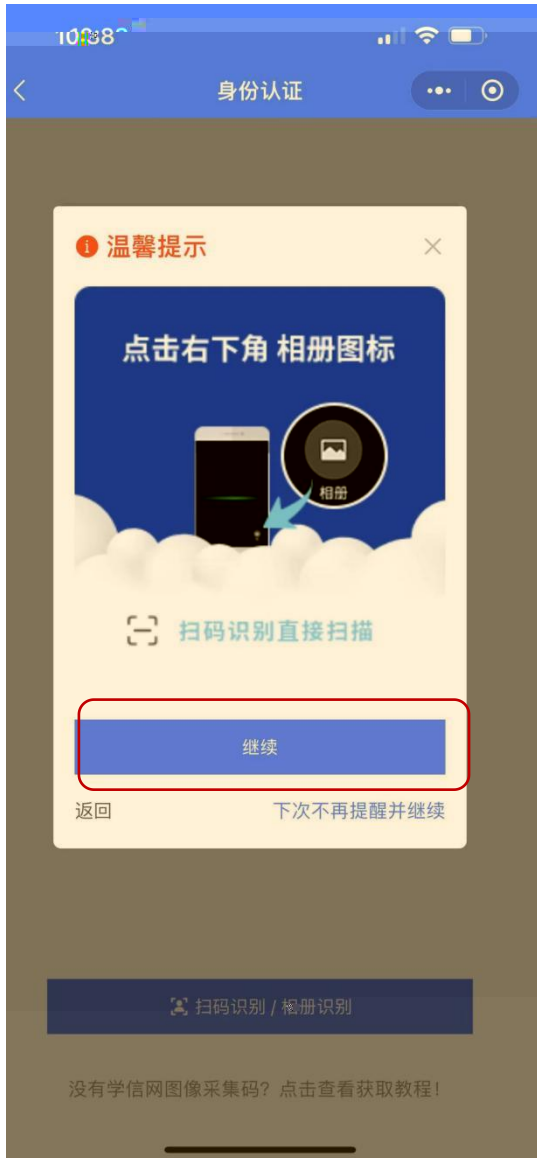 身份认证
温馨提示
点击右下角 相册图标
相册
扫码识别直接扫描
继续
返回
下次不再提醒并继续
扫码识别 / 相册识别
没有学信网图像采集码？点击查看获取教程！